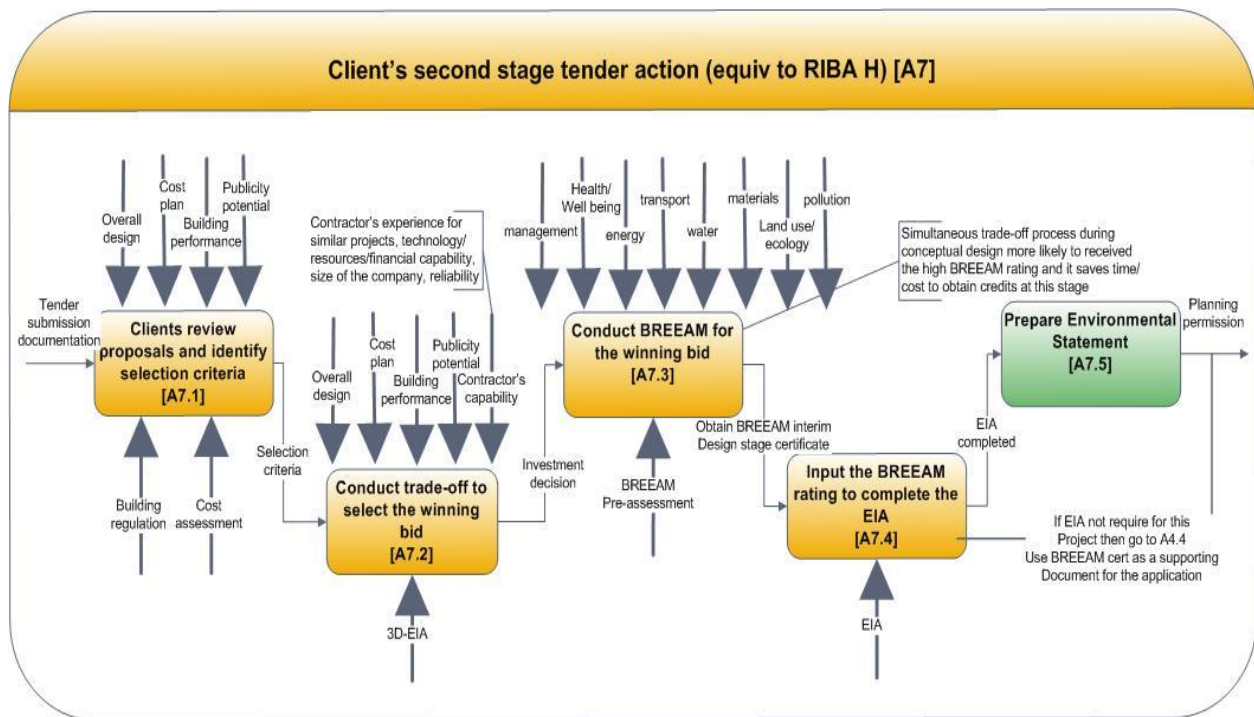 Client's second stage tender action (equiv to RIBA H) [A7]
Overall
design
Cost
plan
Building
performance
Publicity
potential
Tender
submission
documentation
Clients review
proposals and identify
selection criteria
[A7.1]
Building
regulation
Cost
assessment
Selection
criteria
Contractor's experience for
similar projects, technology/
resources/financial capability,
size of the company, reliability
Overall
design
Cost
plan
Building
performance
Publicity
potential
Contractor's
capability
Conduct trade-off to
select the winning
bid
[A7.2]
3D-EIA
Investment
decision
management
Health/
Well being
energy
transport
water
materials
Land use/
ecology
pollution
Conduct BREEAM for
the winning bid
[A7.3]
BREEAM
Pre-assessment
Simultaneous trade-off process during
conceptual design more likely to received
the high BREEAM rating and it saves time/
cost to obtain credits at this stage
Obtain BREEAM interim
Design stage certificate
Input the BREEAM
rating to complete the
EIA
[A7.4]
EIA
EIA
completed
Prepare Environmental
Statement
[A7.5]
Planning
permission
If EIA not require for this
Project then go to A4.4
Use BREEAM cert as a supporting
Document for the application